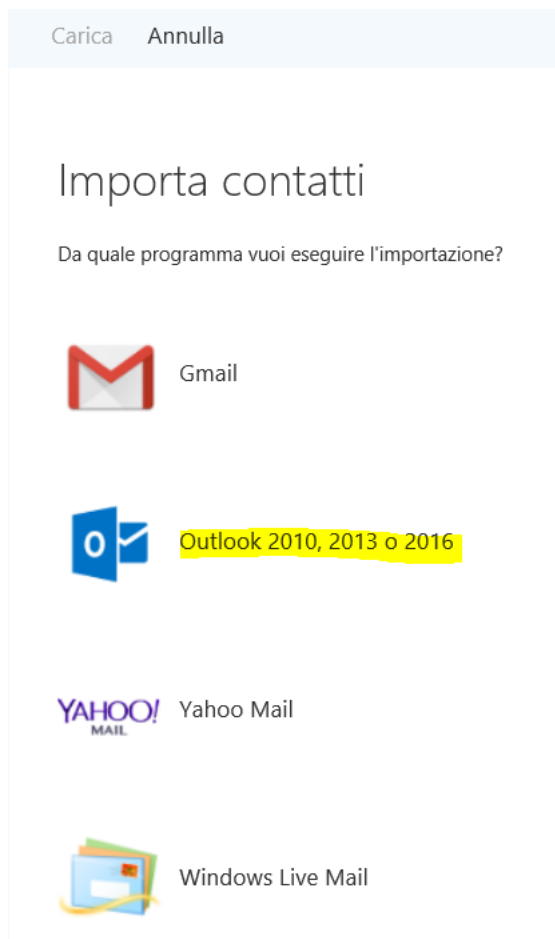 Carica Annulla
Importa contatti
Da quale programma vuoi eseguire l'importazione?
Gmail
O
Outlook 2010, 2013 o 2016
YAHOO!
MAIL
Yahoo Mail
Windows Live Mail